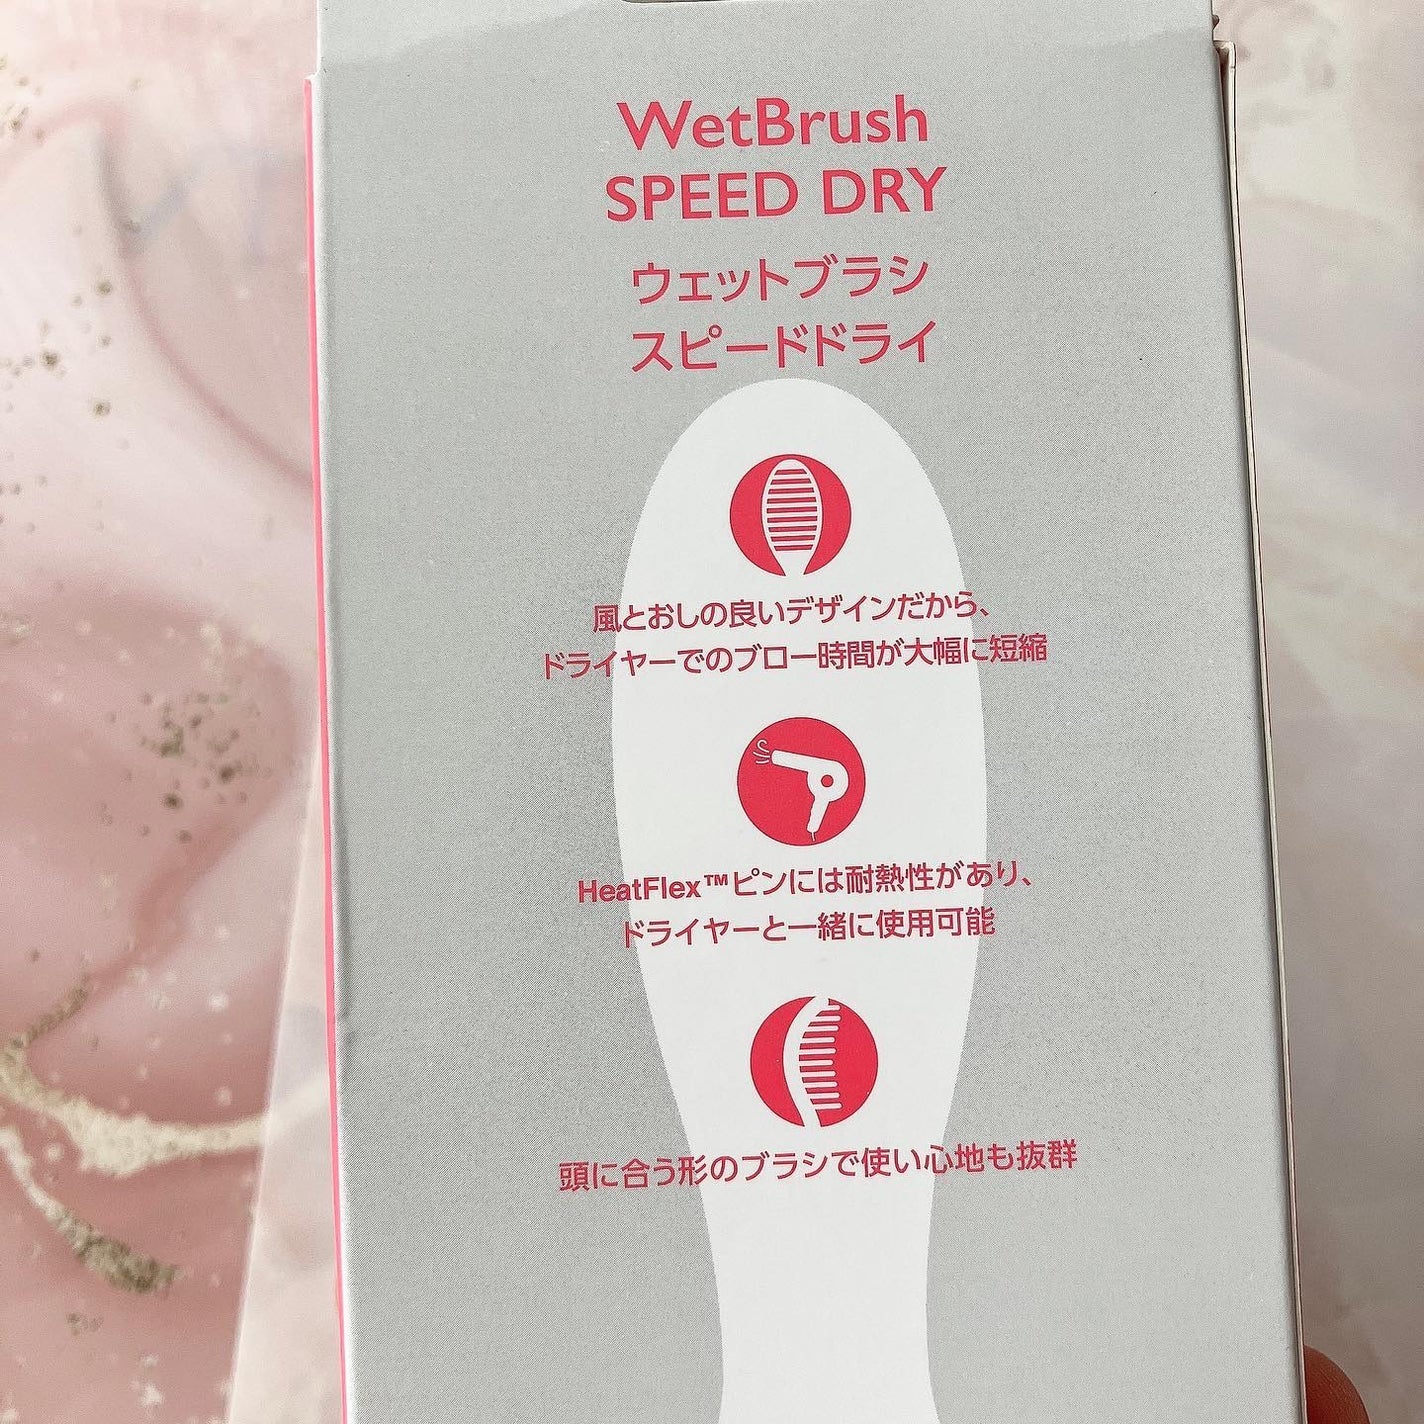 WetBrush
SPEED DRY
ウェットブラシ
スピードドライ
風とおしの良いデザインだから、
ドライヤーでのブロー時間が大幅に短縮
HeatFlex™ピンには耐熱性があり、
ドライヤーと一緒に使用可能
頭に合う形のブラシで使い心地も抜群